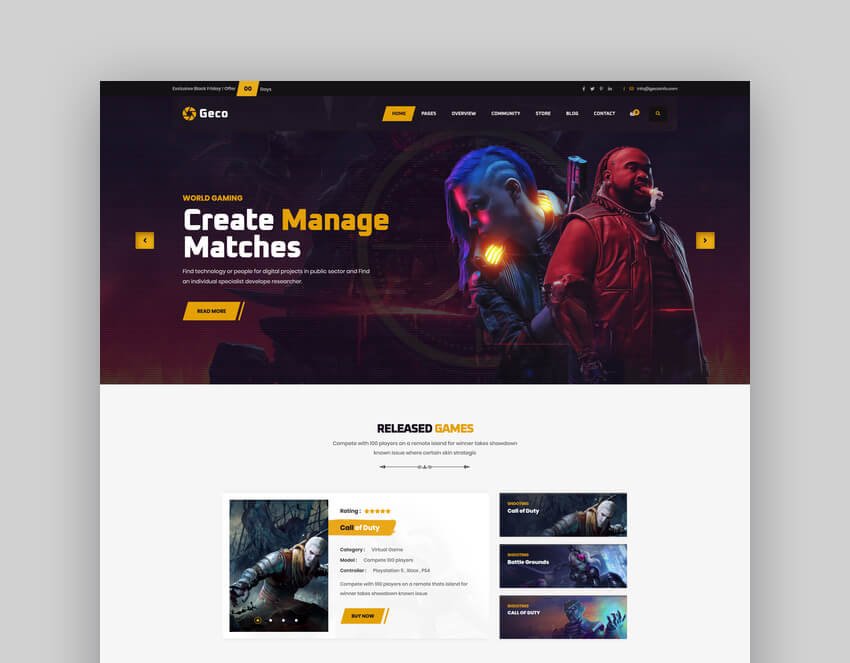 Exclusive Black Friday ! Offer 00 Days
info@gecoinfo.com
Geco
HOME PAGES OVERVIEW COMMUNITY STORE BLOG CONTACT
WORLD GAMING
Create Manage
Matches
Find technology or people for digital projects in public sector and Find
an individual specialist develope researcher.
READ MORE
RELEASED GAMES
Compete with 100 players on a remote island for winner takes showdown
known issue where certain skin strategic
Rating :
Call of Duty
Category : Virtual Game
Model : Compete 100 players
Controller : Playstation 5 , Xbox , PS4
Compete with 100 players on a remote thats island for
winner takes showdown known issue
BUY NOW
SHOOTING
Call of Duty
SHOOTING
Battle Grounds
SHOOTING
CALL OF DUTY